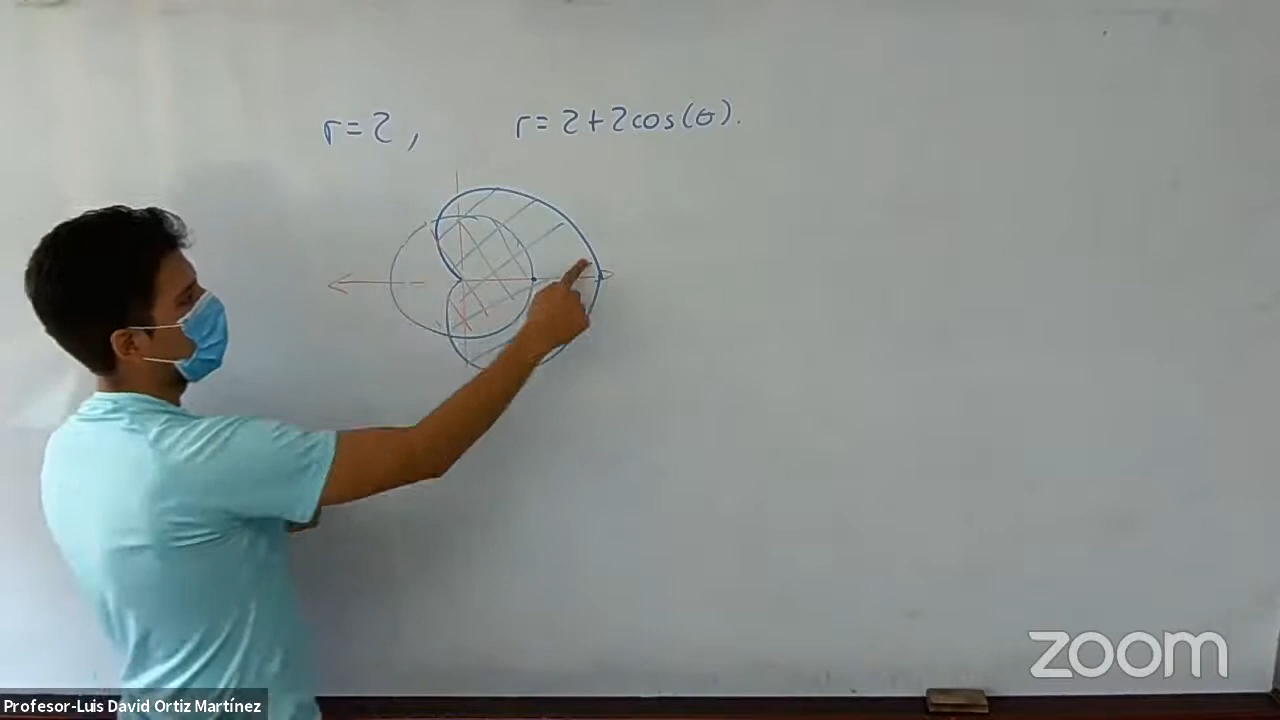 r=2,    r=2+2cos(θ).
zoom
Profesor-Luis David Ortiz Martínez